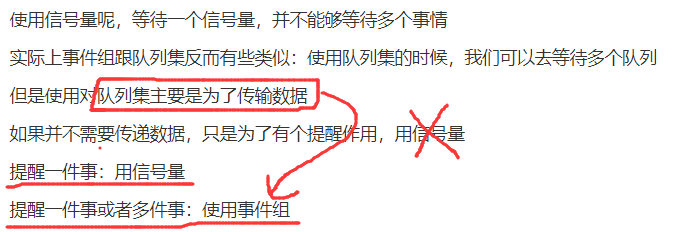 使用信号量呢，等待一个信号量，并不能够等待多个事情
实际上事件组跟队列集反而有些类似：使用队列集的时候，我们可以去等待多个队列
但是使用对队列集主要是为了传输数据
如果并不需要传递数据，只是为了有个提醒作用，用信号量
提醒一件事：用信号量
提醒一件事或者多件事：使用事件组